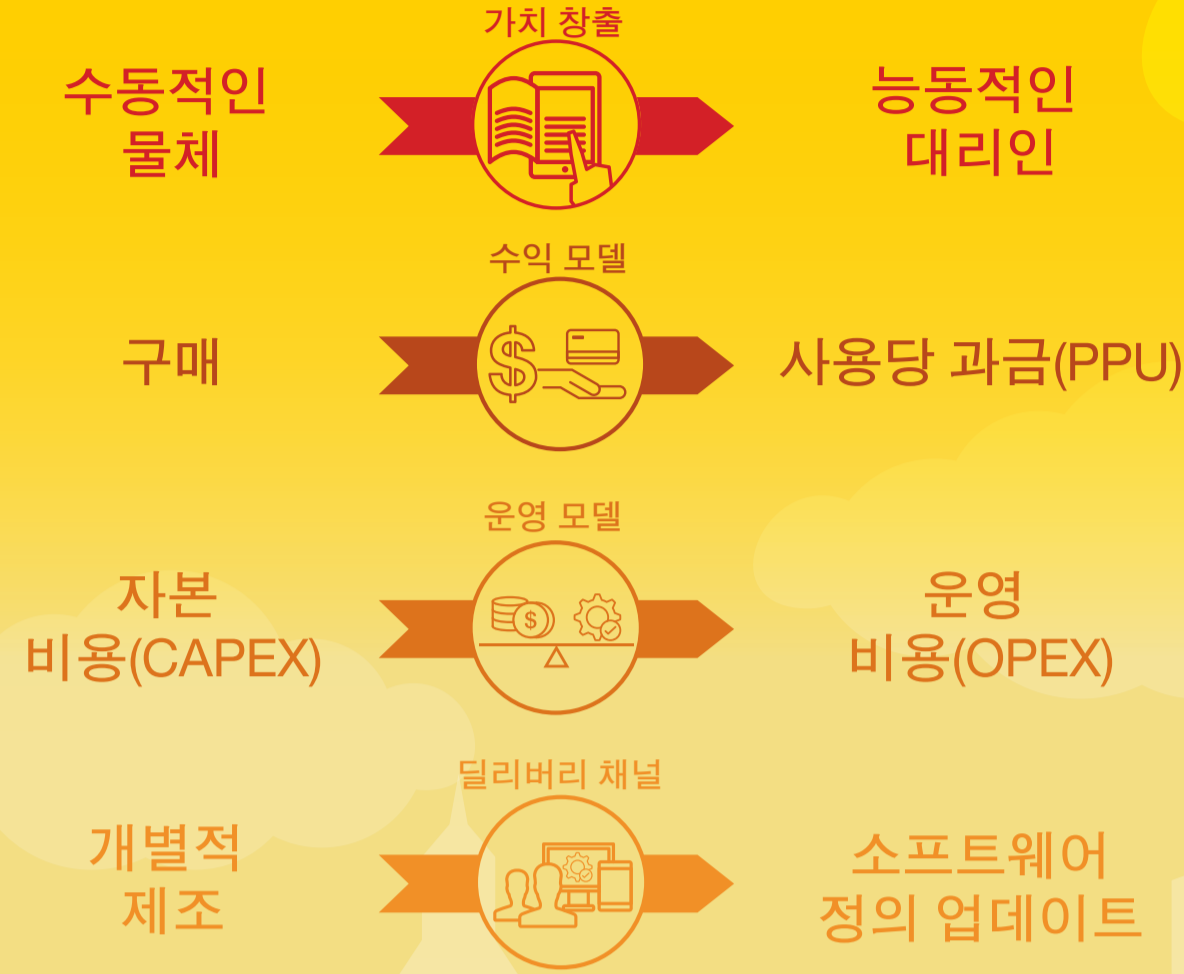 가치 창출
수동적인
물체
능동적인
대리인
수익 모델
구매
$
사용당 과금(PPU)
운영 모델
자본
비용(CAPEX)
$
운영
비용(OPEX)
딜리버리 채널
개별적
제조
소프트웨어
정의 업데이트